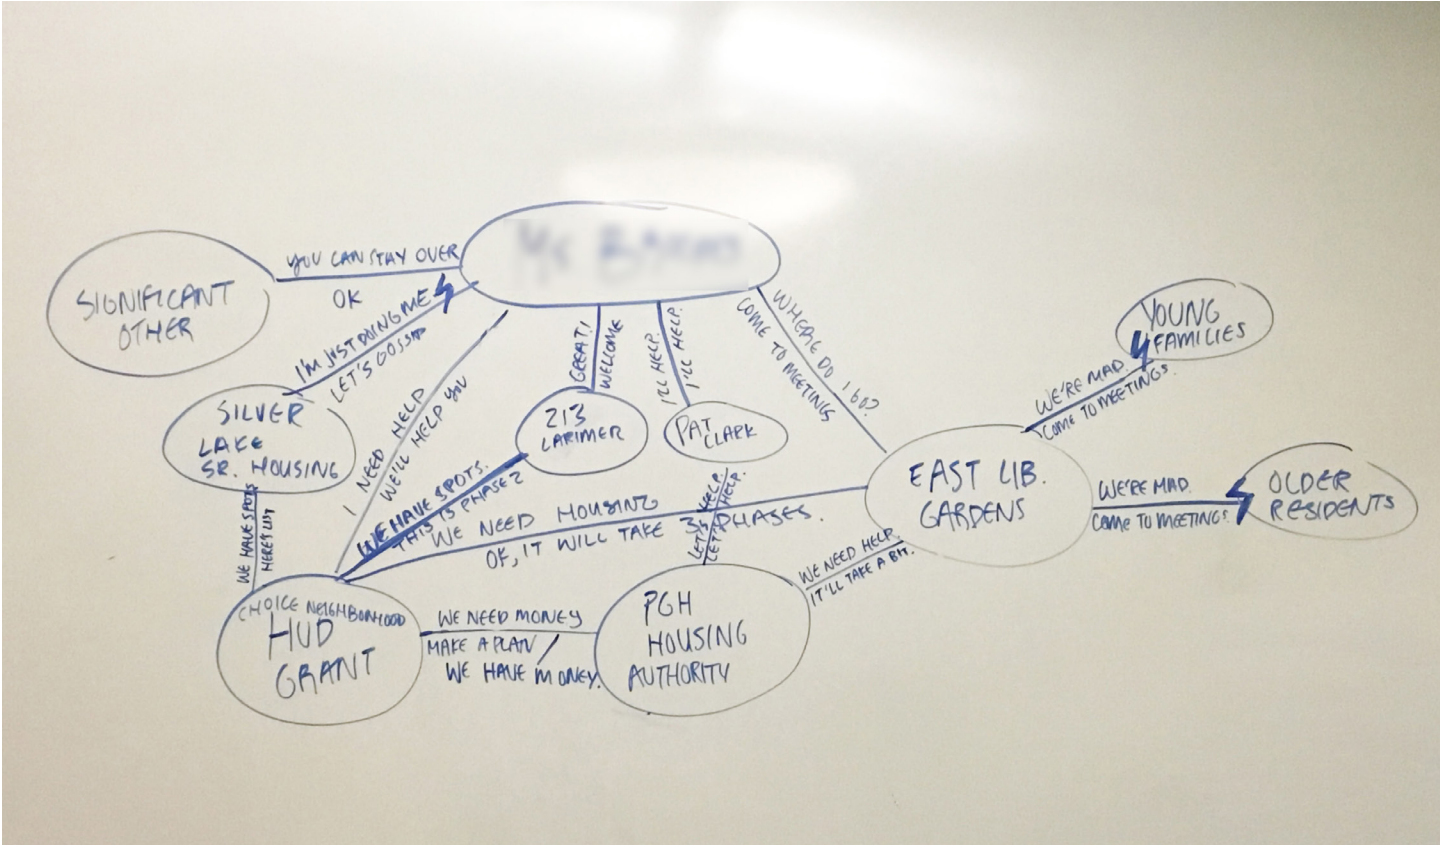 YOU CAN STAY OVER
OK
SIGNIFICANT
OTHER
I'M JUST DOING ME
LET'S GOSSIP
GREAT!
WELCOME
I'LL HELP.
I'LL HELP.
WHERE DO I GO?
COME TO MEETINGS
YOUNG
FAMILIES
WE'RE MAD.
COME TO MEETINGS.
SILVER
LAKE
SR. HOUSING
I NEED HELP
WE'LL HELP YOU
213
LARIMER
PAT
CLARK
EAST LIB.
GARDENS
WE'RE MAD.
COME TO MEETINGS.
OLDER
RESIDENTS
WE HAVE SPOTS
HERE'S LIST
WE HAVE SPOTS.
THIS IS PHASE 2
WE NEED HOUSING
OK, IT WILL TAKE PHASES.
LET'S HELP.
LET'S HELP.
WE NEED HELP.
IT'LL TAKE A BIT.
CHOICE NEIGHBORHOOD
HUD
GRANT
WE NEED MONEY
MAKE A PLAN /
WE HAVE MONEY.
PGH
HOUSING
AUTHORITY